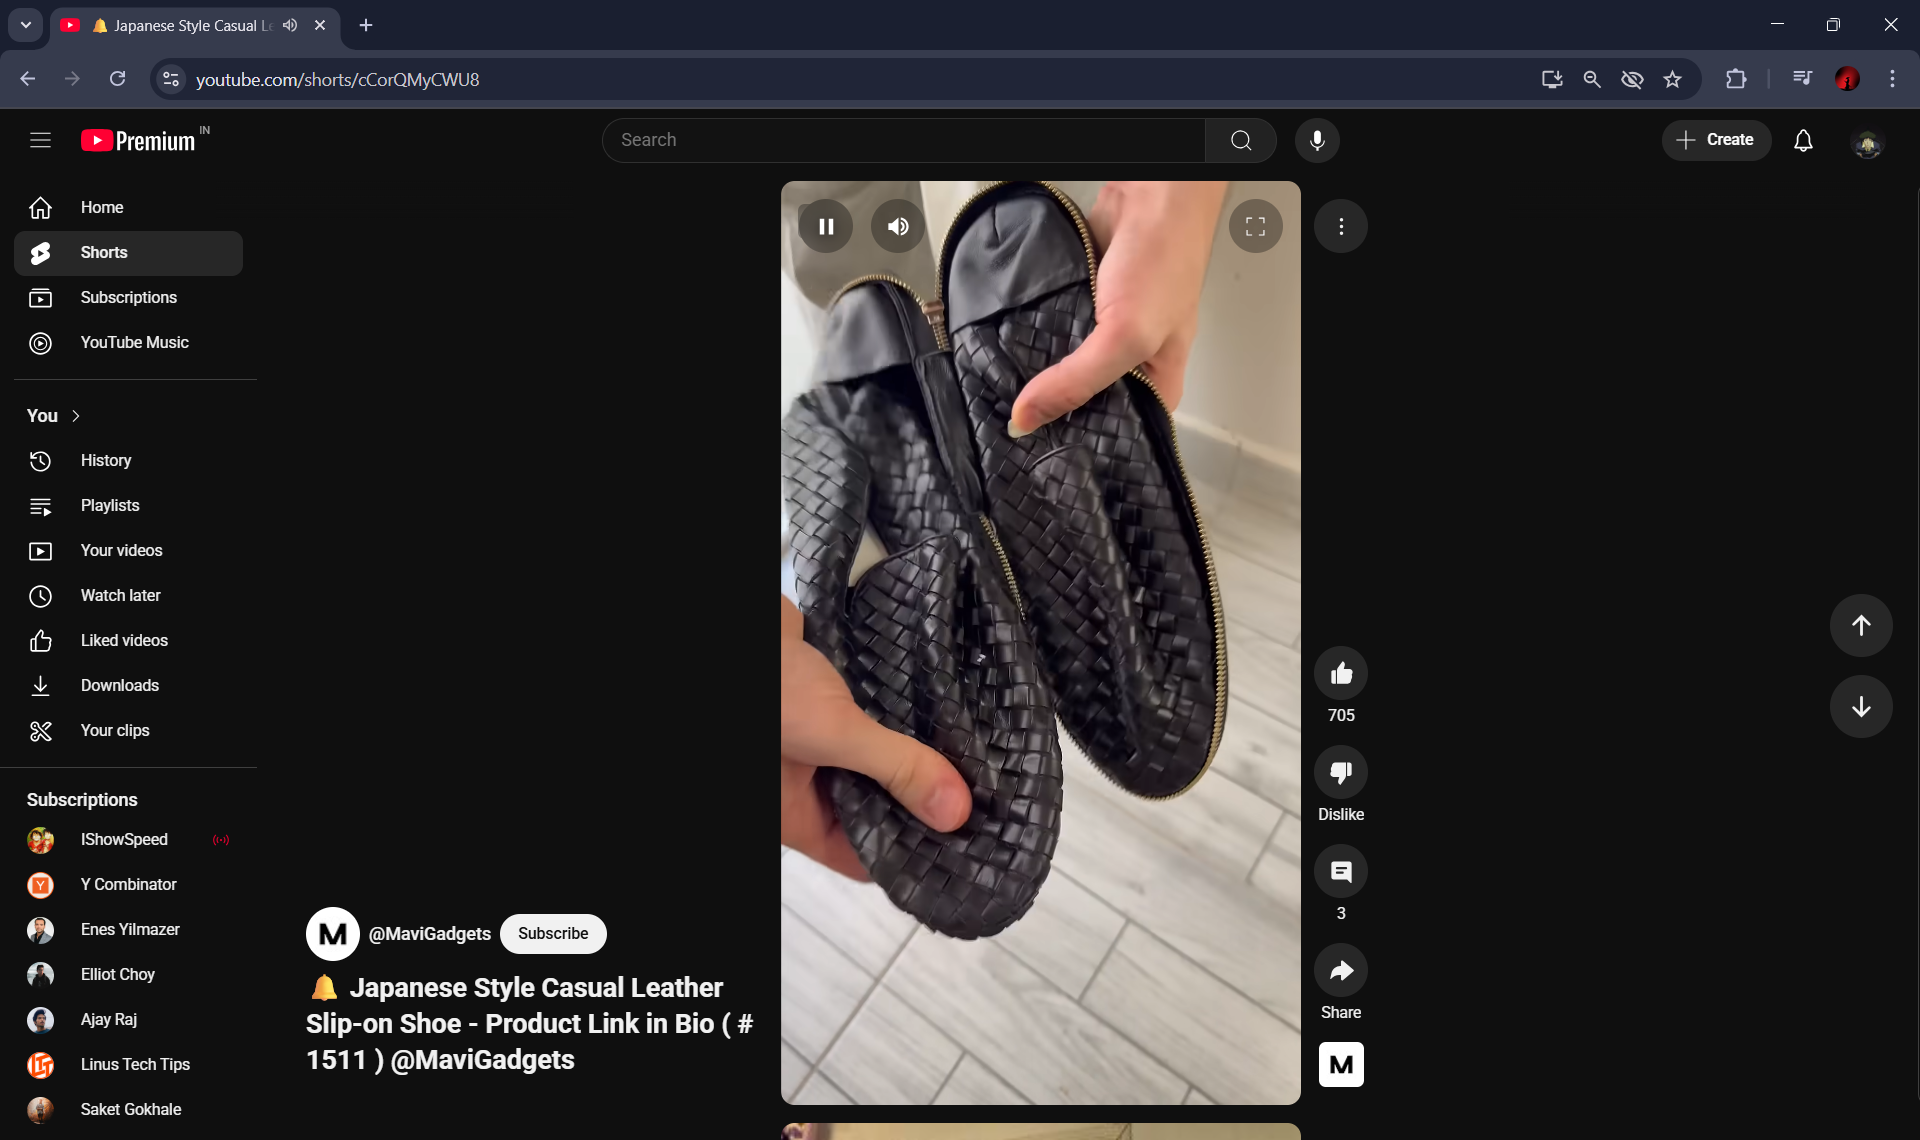 🔔 Japanese Style Casual Le
youtube.com/shorts/cCorQMyCWU8
Premium IN
Search
Create
Home
Shorts
Subscriptions
YouTube Music
You
History
Playlists
Your videos
Watch later
Liked videos
Downloads
Your clips
Subscriptions
IShowSpeed
Y Combinator
Enes Yilmazer
Elliot Choy
Ajay Raj
Linus Tech Tips
Saket Gokhale
M @MaviGadgets Subscribe
🔔 Japanese Style Casual Leather
Slip-on Shoe - Product Link in Bio ( #
1511 ) @MaviGadgets
705
Dislike
3
Share
M